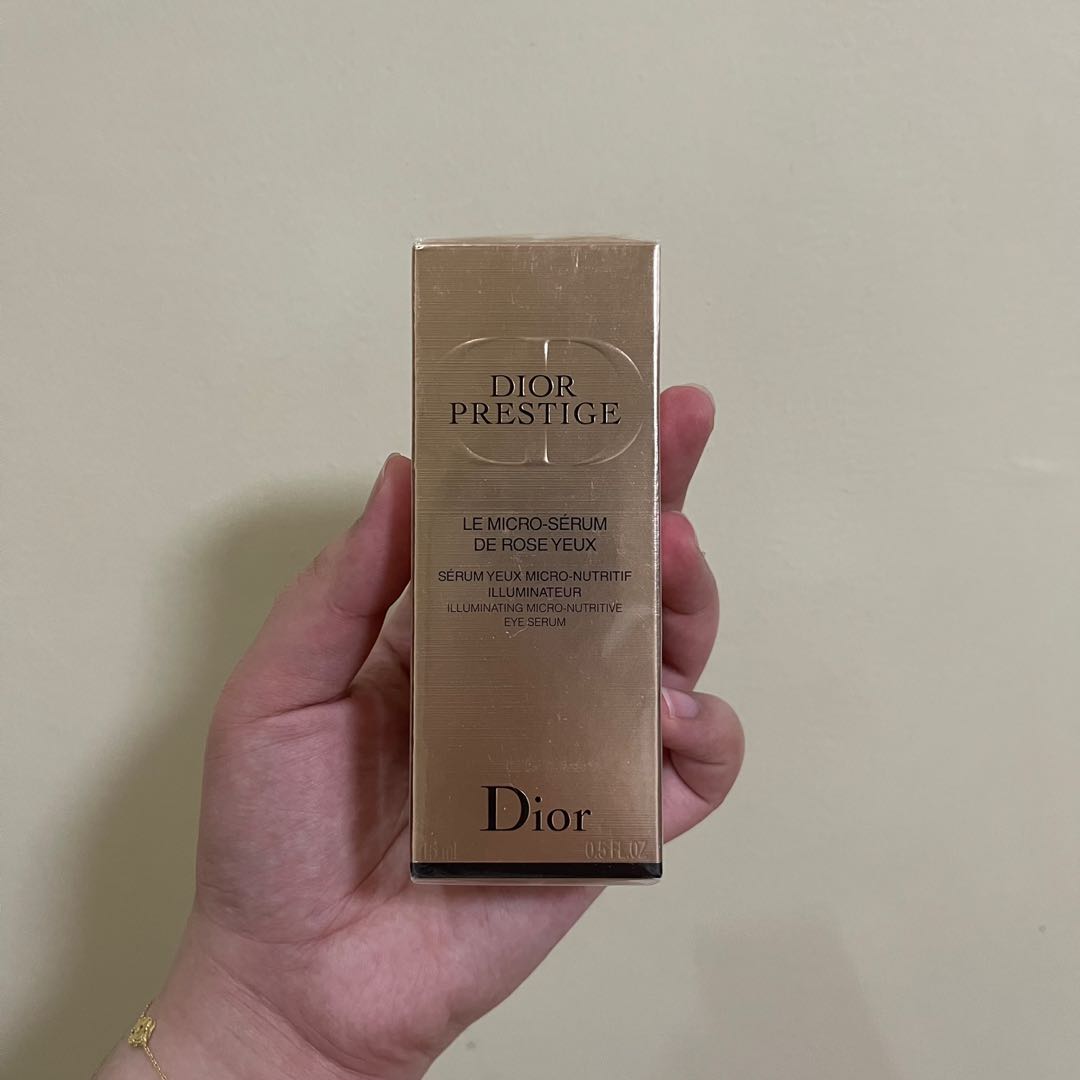 DIOR
PRESTIGE
LE MICRO-SÉRUM
DE ROSE YEUX
SÉRUM YEUX MICRO-NUTRITIF
ILLUMINATEUR
ILLUMINATING MICRO-NUTRITIVE
EYE SERUM
Dior
15 ml 0.5 FL.OZ